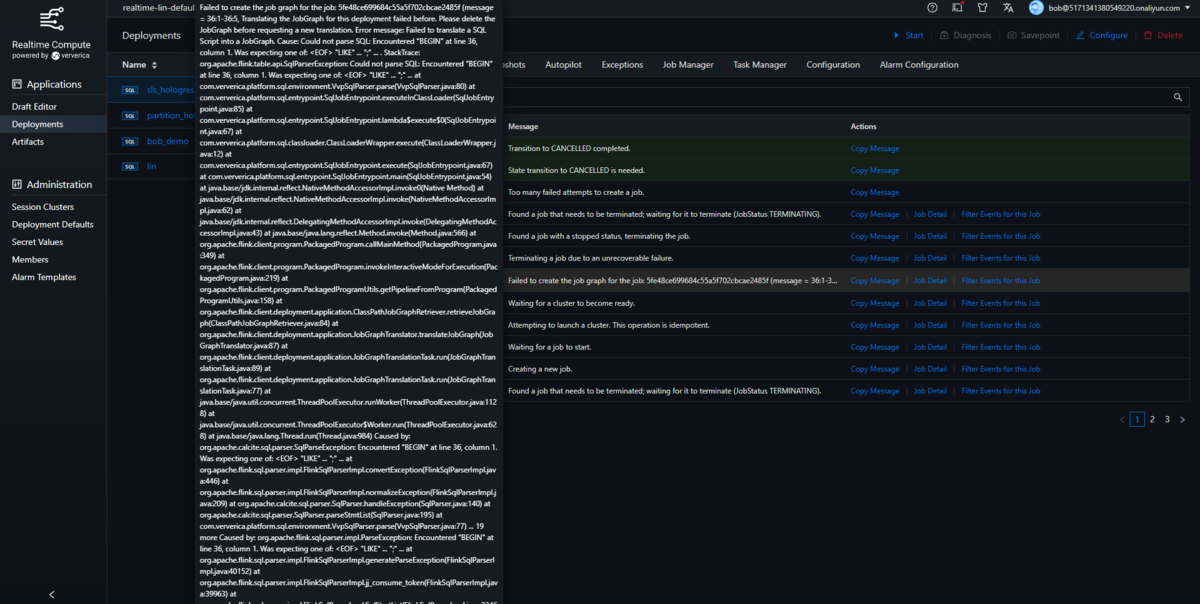 realtime-lin-defaul
bob@5171341380549220.onaliyun.com
Realtime Compute
powered by ververica
Applications
Draft Editor
Deployments
Artifacts
Administration
Session Clusters
Deployment Defaults
Secret Values
Members
Alarm Templates
Deployments
Name
SQL sls_hologres
SQL partition_ho
SQL bob_demo
SQL lin
Failed to create the job graph for the job: 5fe48ce699684c55a5f702cbcae2485f (message
= 36:1-36:5, Translating the JobGraph for this deployment failed before. Please delete the
JobGraph before requesting a new translation. Error message: Failed to translate a SQL
Script into a JobGraph. Cause: Could not parse SQL: Encountered "BEGIN" at line 36,
column 1. Was expecting one of: <EOF> "LIKE" ... ";" ... . StackTrace:
org.apache.flink.table.api.SqlParserException: Could not parse SQL: Encountered "BEGIN"
at line 36, column 1. Was expecting one of: <EOF> "LIKE" ... ";" ... at
com.ververica.platform.sql.environment.VvpSqlParser.parse(VvpSqlParser.java:80) at
com.ververica.platform.sql.entrypoint.SqlJobEntrypoint.executeInClassLoader(SqlJobEntry
point.java:85) at
com.ververica.platform.sql.entrypoint.SqlJobEntrypoint.lambda$execute$0(SqlJobEntrypoi
nt.java:67) at
com.ververica.platform.sql.classloader.ClassLoaderWrapper.execute(ClassLoaderWrapper.j
ava:12) at
com.ververica.platform.sql.entrypoint.SqlJobEntrypoint.execute(SqlJobEntrypoint.java:67)
at com.ververica.platform.sql.entrypoint.SqlJobEntrypoint.main(SqlJobEntrypoint.java:54)
at java.base/jdk.internal.reflect.NativeMethodAccessorImpl.invoke0(Native Method) at
java.base/jdk.internal.reflect.NativeMethodAccessorImpl.invoke(NativeMethodAccessorIm
pl.java:62) at
java.base/jdk.internal.reflect.DelegatingMethodAccessorImpl.invoke(DelegatingMethodAc
cessorImpl.java:43) at java.base/java.lang.reflect.Method.invoke(Method.java:566) at
org.apache.flink.client.program.PackagedProgram.callMainMethod(PackagedProgram.java
:349) at
org.apache.flink.client.program.PackagedProgram.invokeInteractiveModeForExecution(Pac
kagedProgram.java:219) at
org.apache.flink.client.program.PackagedProgramUtils.getPipelineFromProgram(Packaged
ProgramUtils.java:158) at
org.apache.flink.client.deployment.application.ClassPathJobGraphRetriever.retrieveJobGra
ph(ClassPathJobGraphRetriever.java:84) at
org.apache.flink.client.deployment.application.JobGraphTranslator.translateJobGraph(JobG
raphTranslator.java:87) at
org.apache.flink.client.deployment.application.JobGraphTranslationTask.run(JobGraphTran
slationTask.java:89) at
org.apache.flink.client.deployment.application.JobGraphTranslationTask.run(JobGraphTran
slationTask.java:77) at
java.base/java.util.concurrent.ThreadPoolExecutor.runWorker(ThreadPoolExecutor.java:112
8) at
java.base/java.util.concurrent.ThreadPoolExecutor$Worker.run(ThreadPoolExecutor.java:62
8) at java.base/java.lang.Thread.run(Thread.java:984) Caused by:
org.apache.calcite.sql.parser.SqlParseException: Encountered "BEGIN" at line 36, column 1.
Was expecting one of: <EOF> "LIKE" ... ";" ... at
org.apache.flink.sql.parser.impl.FlinkSqlParserImpl.convertException(FlinkSqlParserImpl.jav
a:446) at
org.apache.flink.sql.parser.impl.FlinkSqlParserImpl.normalizeException(FlinkSqlParserImpl.j
ava:209) at org.apache.calcite.sql.parser.SqlParser.handleException(SqlParser.java:140) at
org.apache.calcite.sql.parser.SqlParser.parseStmtList(SqlParser.java:195) at
com.ververica.platform.sql.environment.VvpSqlParser.parse(VvpSqlParser.java:77) ... 19
more Caused by: org.apache.flink.sql.parser.impl.ParseException: Encountered "BEGIN" at
line 36, column 1. Was expecting one of: <EOF> "LIKE" ... ";" ... at
org.apache.flink.sql.parser.impl.FlinkSqlParserImpl.generateParseException(FlinkSqlParserI
mpl.java:40152) at
org.apache.flink.sql.parser.impl.FlinkSqlParserImpl.jj_consume_token(FlinkSqlParserImpl.jav
a:39963) at
Start Diagnosis Savepoint Configure Delete
shots Autopilot Exceptions Job Manager Task Manager Configuration Alarm Configuration
Message Actions
Transition to CANCELLED completed. Copy Message
State transition to CANCELLED is needed. Copy Message
Too many failed attempts to create a job. Copy Message
Found a job that needs to be terminated; waiting for it to terminate (JobStatus TERMINATING). Copy Message Job Detail Filter Events for this Job
Found a job with a stopped status, terminating the job. Copy Message Job Detail Filter Events for this Job
Terminating a job due to an unrecoverable failure. Copy Message Job Detail Filter Events for this Job
Failed to create the job graph for the job: 5fe48ce699684c55a5f702cbcae2485f (message = 36:1-3... Copy Message Job Detail Filter Events for this Job
Waiting for a cluster to become ready. Copy Message Job Detail Filter Events for this Job
Attempting to launch a cluster. This operation is idempotent. Copy Message Job Detail Filter Events for this Job
Waiting for a job to start. Copy Message Job Detail Filter Events for this Job
Creating a new job. Copy Message Job Detail Filter Events for this Job
Found a job that needs to be terminated; waiting for it to terminate (JobStatus TERMINATING). Copy Message Job Detail Filter Events for this Job
< 1 2 3 >